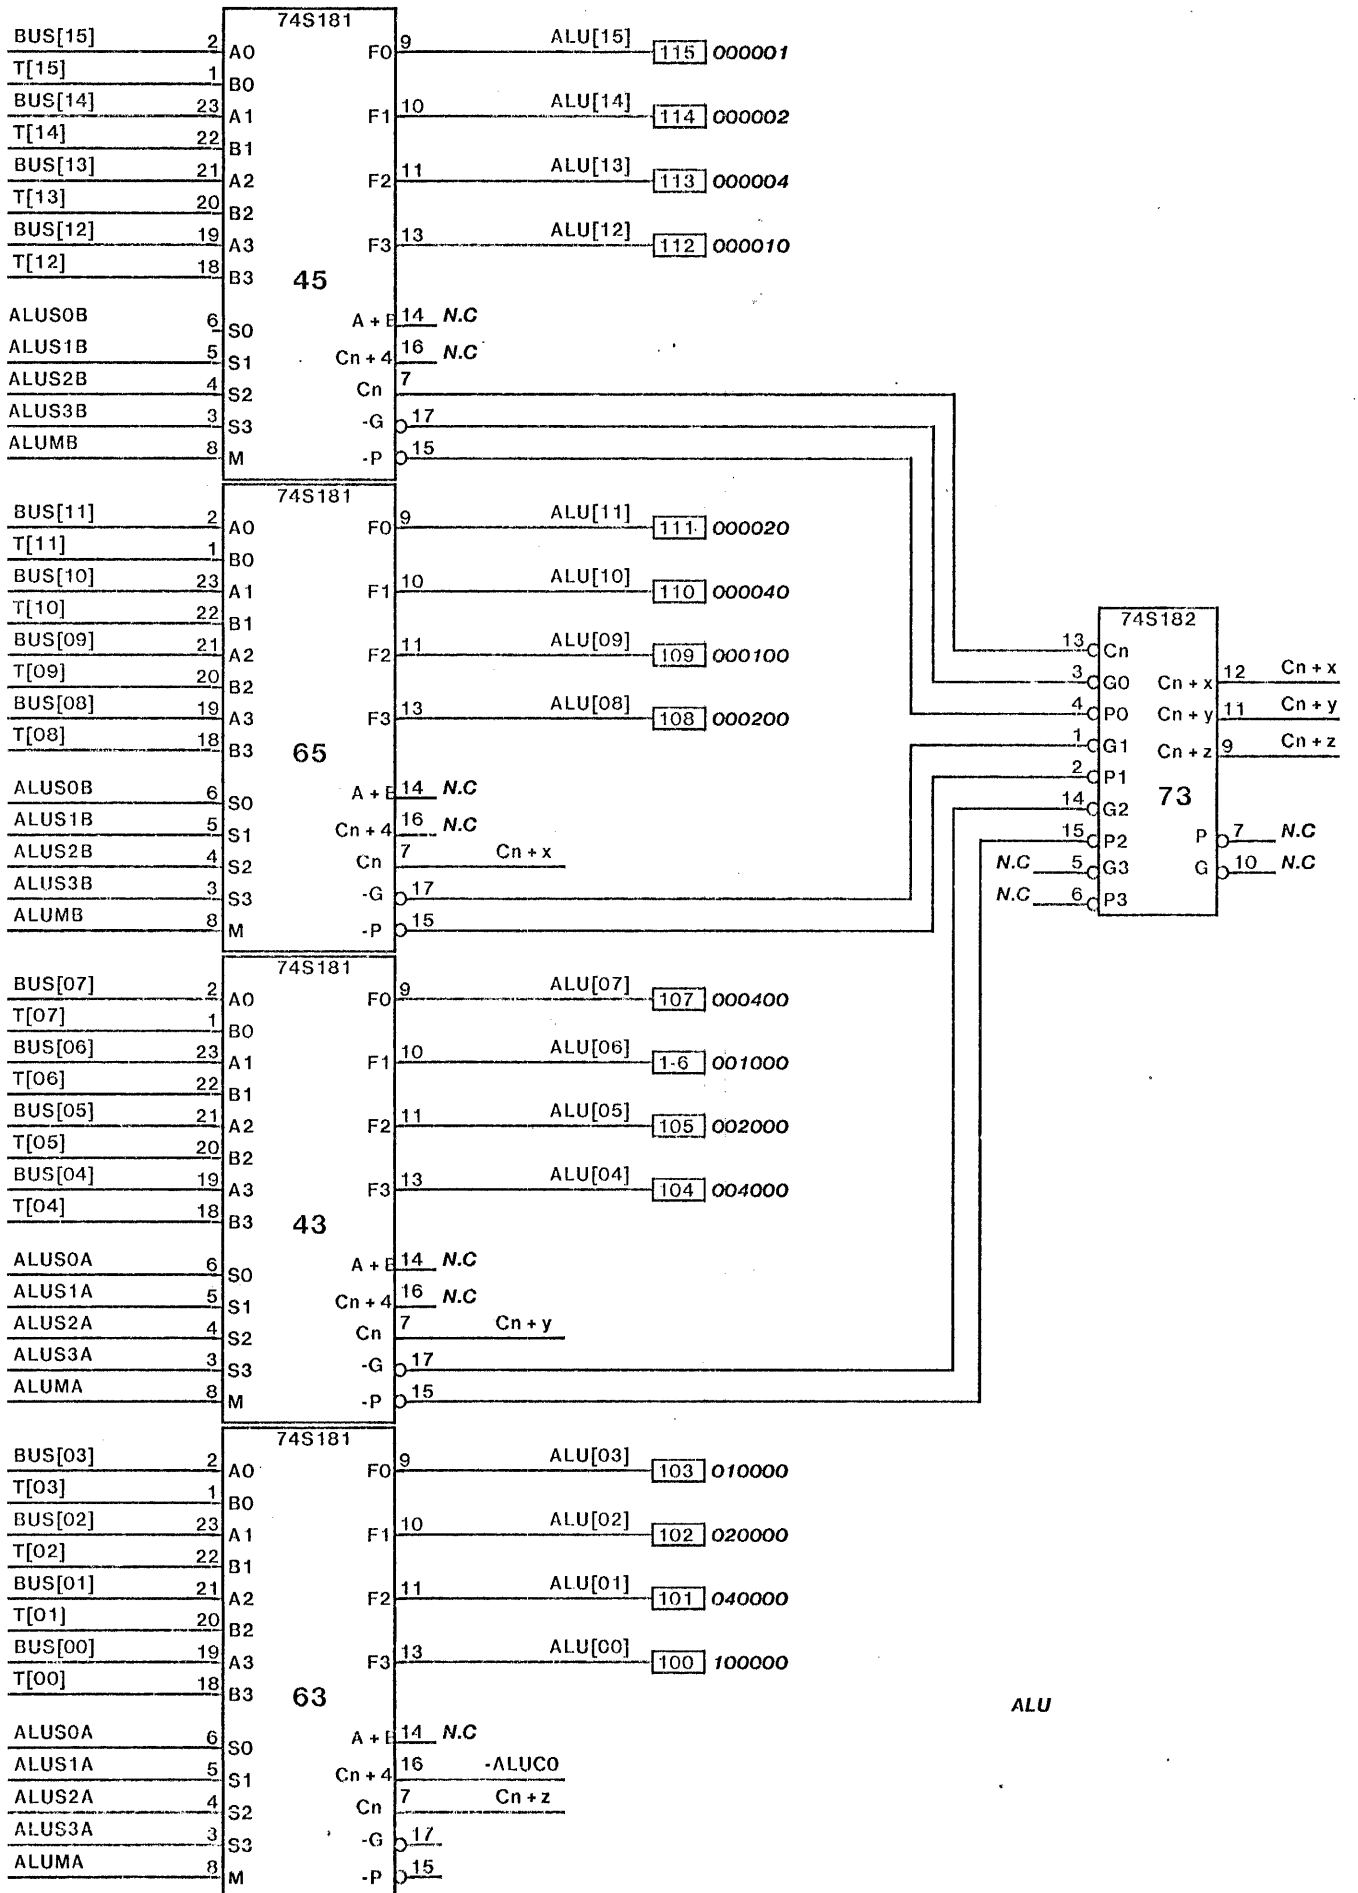 74S181
BUS[15] 2 A0 F0 9 ALU[15] 115 000001
T[15] 1 B0
BUS[14] 23 A1 F1 10 ALU[14] 114 000002
T[14] 22 B1
BUS[13] 21 A2 F2 11 ALU[13] 113 000004
T[13] 20 B2
BUS[12] 19 A3 F3 13 ALU[12] 112 000010
T[12] 18 B3
45
ALUS0B 6 S0 A + B 14 N.C
ALUS1B 5 S1 Cn + 4 16 N.C
ALUS2B 4 S2 Cn 7
ALUS3B 3 S3 -G 17
ALUMB 8 M -P 15
74S181
BUS[11] 2 A0 F0 9 ALU[11] 111 000020
T[11] 1 B0
BUS[10] 23 A1 F1 10 ALU[10] 110 000040
T[10] 22 B1
BUS[09] 21 A2 F2 11 ALU[09] 109 000100
T[09] 20 B2
BUS[08] 19 A3 F3 13 ALU[08] 108 000200
T[08] 18 B3
65
ALUS0B 6 S0 A + B 14 N.C
ALUS1B 5 S1 Cn + 4 16 N.C
ALUS2B 4 S2 Cn 7 Cn + x
ALUS3B 3 S3 -G 17
ALUMB 8 M -P 15
74S182
13 Cn
3 G0 Cn + x 12 Cn + x
4 P0 Cn + y 11 Cn + y
1 G1 Cn + z 9 Cn + z
2 P1
73
14 G2
15 P2 P 7 N.C
N.C 5 G3 G 10 N.C
N.C 6 P3
74S181
BUS[07] 2 A0 F0 9 ALU[07] 107 000400
T[07] 1 B0
BUS[06] 23 A1 F1 10 ALU[06] 1-6 001000
T[06] 22 B1
BUS[05] 21 A2 F2 11 ALU[05] 105 002000
T[05] 20 B2
BUS[04] 19 A3 F3 13 ALU[04] 104 004000
T[04] 18 B3
43
ALUS0A 6 S0 A + B 14 N.C
ALUS1A 5 S1 Cn + 4 16 N.C
ALUS2A 4 S2 Cn 7 Cn + y
ALUS3A 3 S3 -G 17
ALUMA 8 M -P 15
74S181
BUS[03] 2 A0 F0 9 ALU[03] 103 010000
T[03] 1 B0
BUS[02] 23 A1 F1 10 ALU[02] 102 020000
T[02] 22 B1
BUS[01] 21 A2 F2 11 ALU[01] 101 040000
T[01] 20 B2
BUS[00] 19 A3 F3 13 ALU[00] 100 100000
T[00] 18 B3
63
ALU
ALUS0A 6 S0 A + B 14 N.C
ALUS1A 5 S1 Cn + 4 16 -ALUC0
ALUS2A 4 S2 Cn 7 Cn + z
ALUS3A 3 S3 -G 17
ALUMA 8 M -P 15